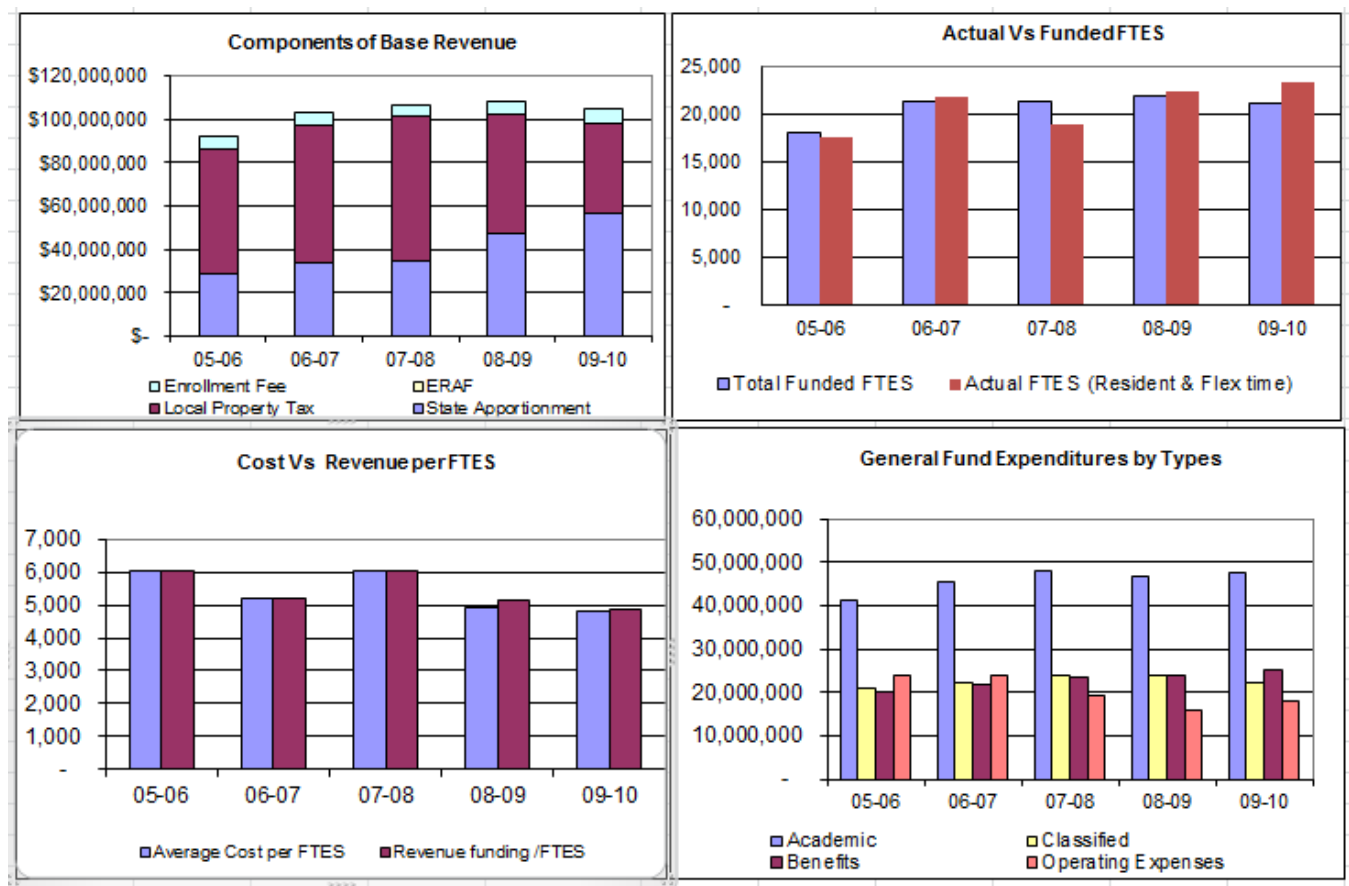 Components of Base Revenue
$120,000,000
$100,000,000
$80,000,000
$60,000,000
$40,000,000
$20,000,000
$-
05-06 06-07 07-08 08-09 09-10
Enrollment Fee ERAF
Local Property Tax State Apportionment
Actual Vs Funded FTES
25,000
20,000
15,000
10,000
5,000
-
05-06 06-07 07-08 08-09 09-10
Total Funded FTES Actual FTES (Resident & Flex time)
Cost Vs Revenue per FTES
7,000
6,000
5,000
4,000
3,000
2,000
1,000
-
05-06 06-07 07-08 08-09 09-10
Average Cost per FTES Revenue funding /FTES
General Fund Expenditures by Types
60,000,000
50,000,000
40,000,000
30,000,000
20,000,000
10,000,000
-
05-06 06-07 07-08 08-09 09-10
Academic Classified
Benefits Operating Expenses